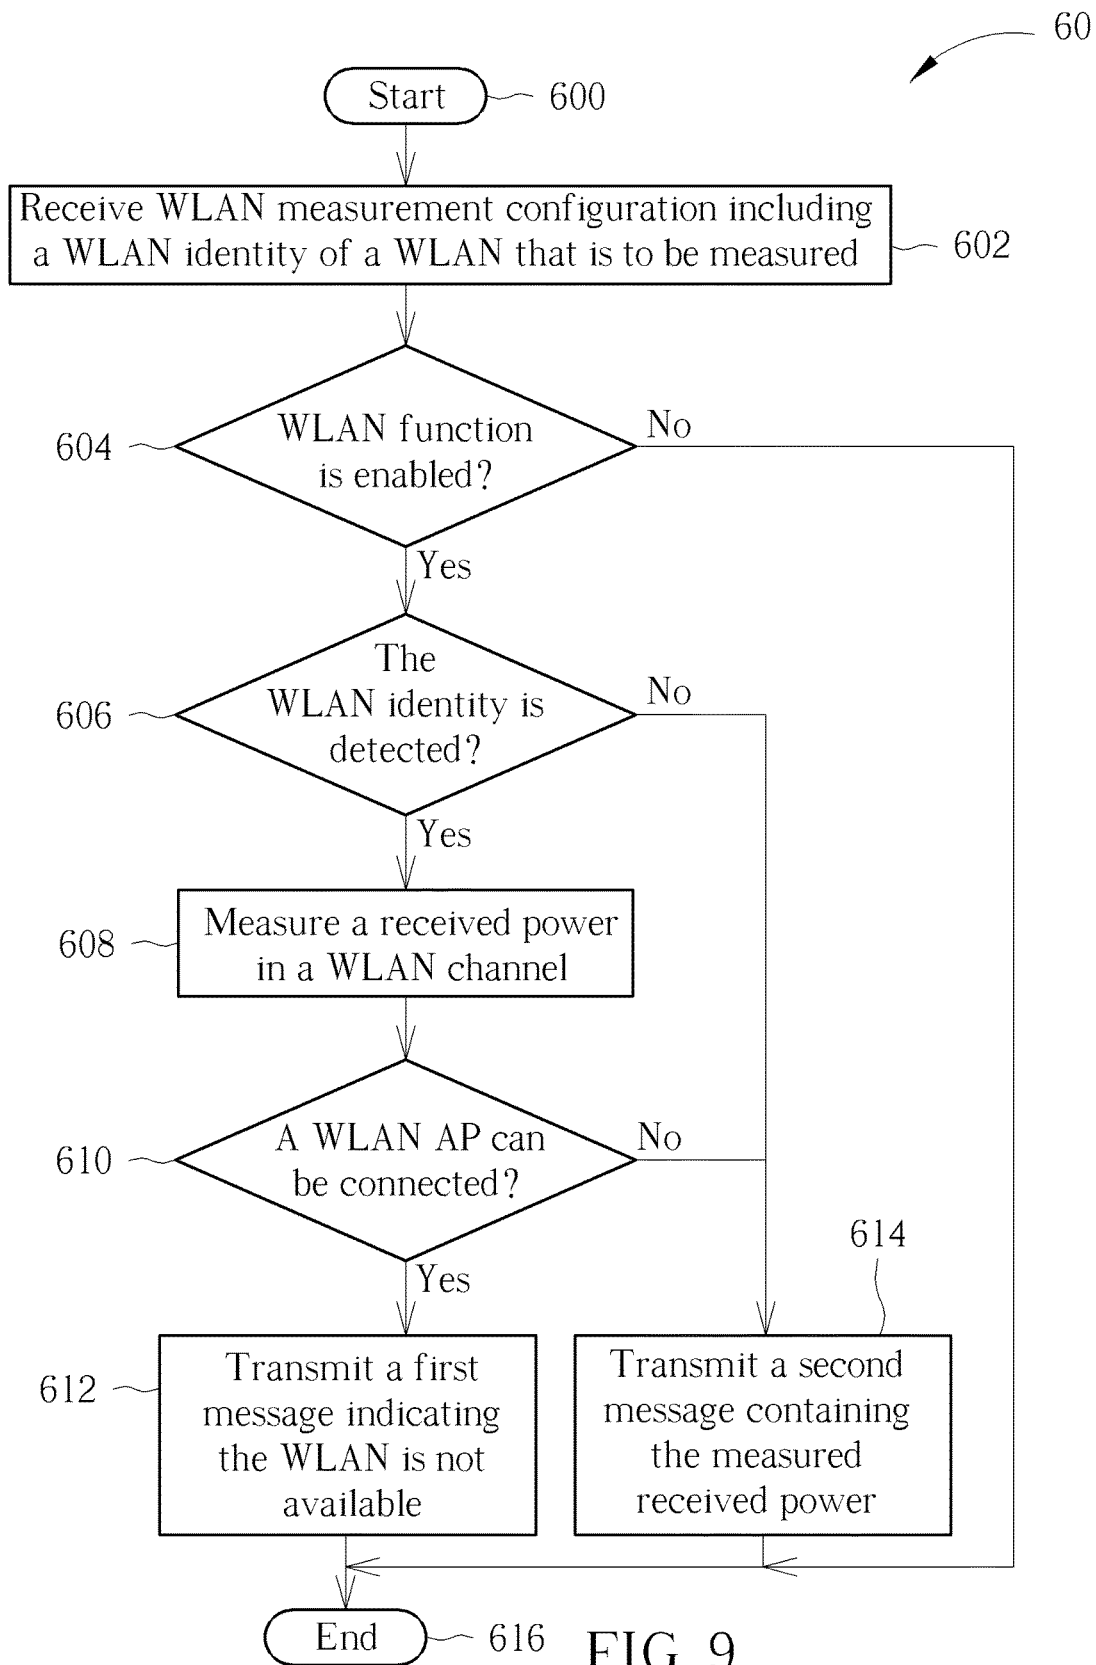 60
Start
600
Receive WLAN measurement configuration including
a WLAN identity of a WLAN that is to be measured
602
WLAN function
is enabled?
604
No
Yes
The
WLAN identity is
detected?
606
No
Yes
Measure a received power
in a WLAN channel
608
A WLAN AP can
be connected?
610
No
Yes
614
Transmit a first
message indicating
the WLAN is not
available
612
Transmit a second
message containing
the measured
received power
End
616
FIG. 9